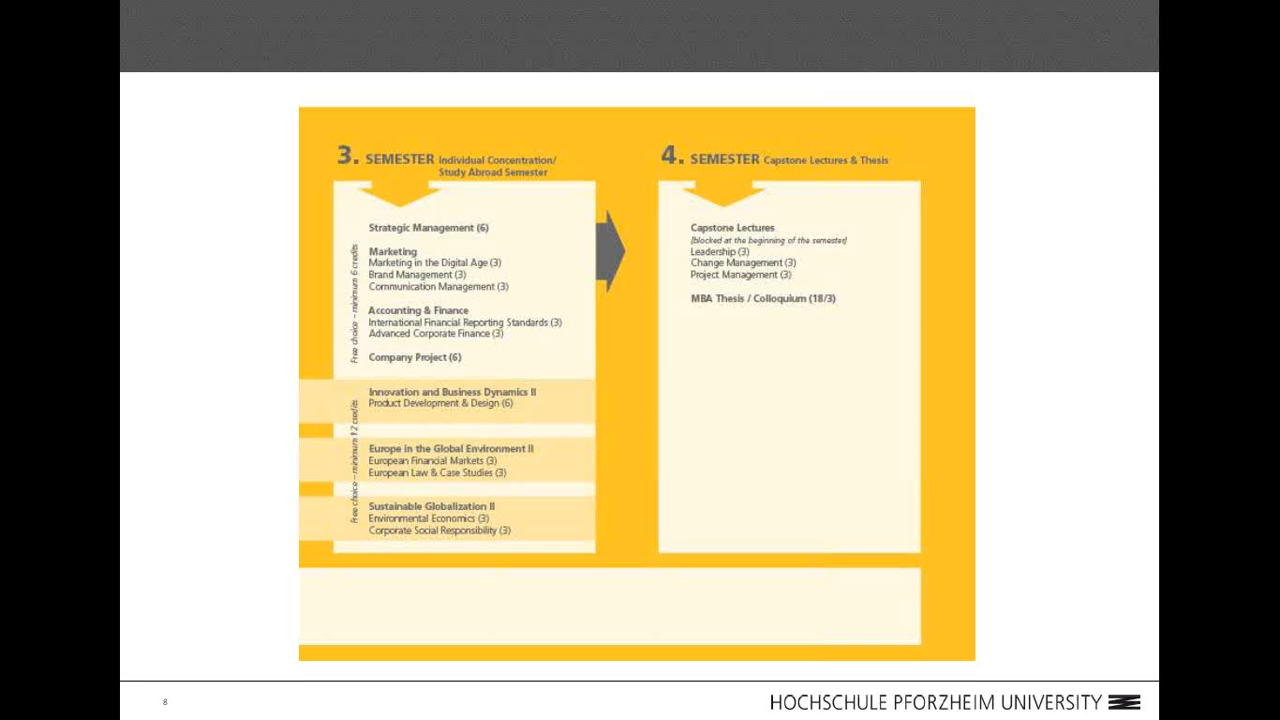 3. SEMESTER Individual Concentration/
Study Abroad Semester
Free choice – minimum 6 credits
Strategic Management (6)
Marketing
Marketing in the Digital Age (3)
Brand Management (3)
Communication Management (3)
Accounting & Finance
International Financial Reporting Standards (3)
Advanced Corporate Finance (3)
Company Project (6)
Free choice – minimum 12 credits
Innovation and Business Dynamics II
Product Development & Design (6)
Europe in the Global Environment II
European Financial Markets (3)
European Law & Case Studies (3)
Sustainable Globalization II
Environmental Economics (3)
Corporate Social Responsibility (3)
4. SEMESTER Capstone Lectures & Thesis
Capstone Lectures
(blocked at the beginning of the semester)
Leadership (3)
Change Management (3)
Project Management (3)
MBA Thesis / Colloquium (18/3)
8
HOCHSCHULE PFORZHEIM UNIVERSITY